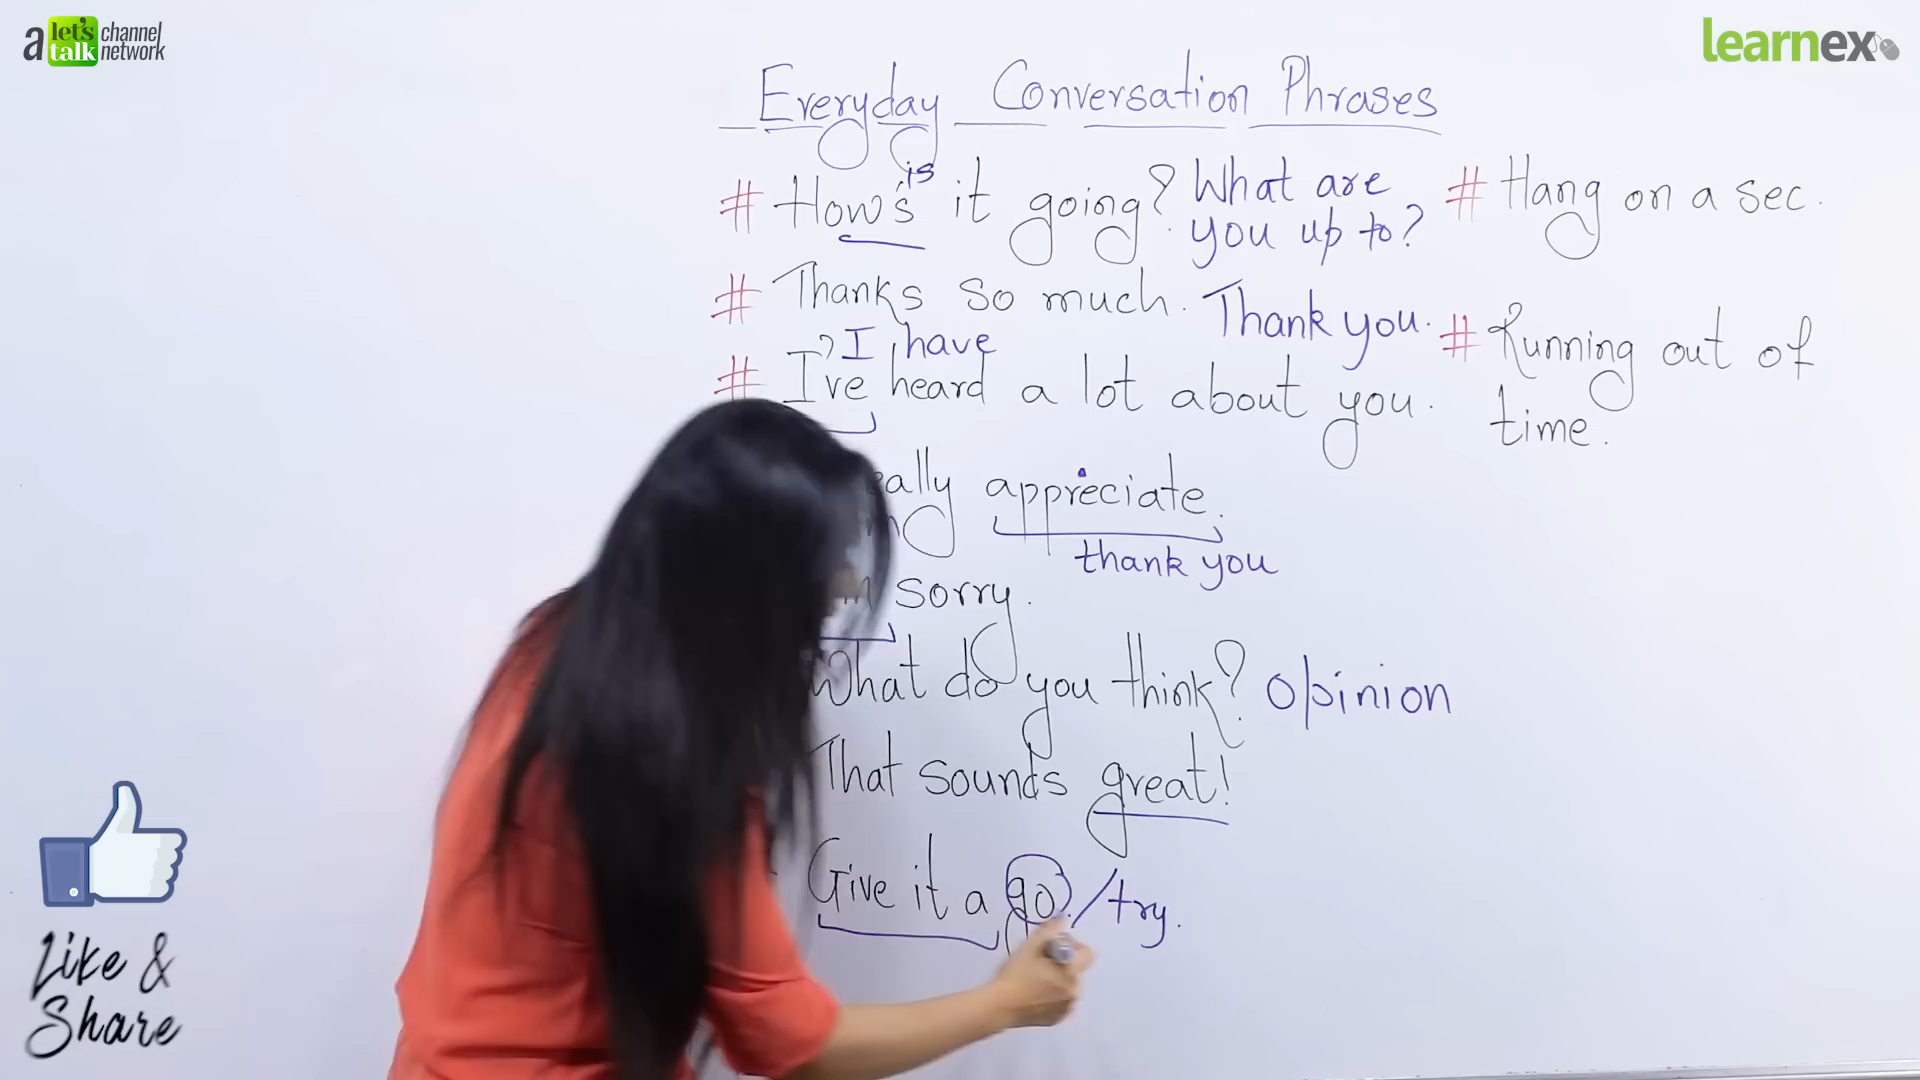 a let's talk channel network
learnex
Everyday Conversation Phrases
is
# How's it going? What are you up to?
# Thanks so much. Thank you.
I have
# I've heard a lot about you.
appreciate.
thank you
sorry.
What do you think? Opinion
That sounds great!
Give it a go./try.
# Hang on a sec.
# Running out of
time.
Like &
Share